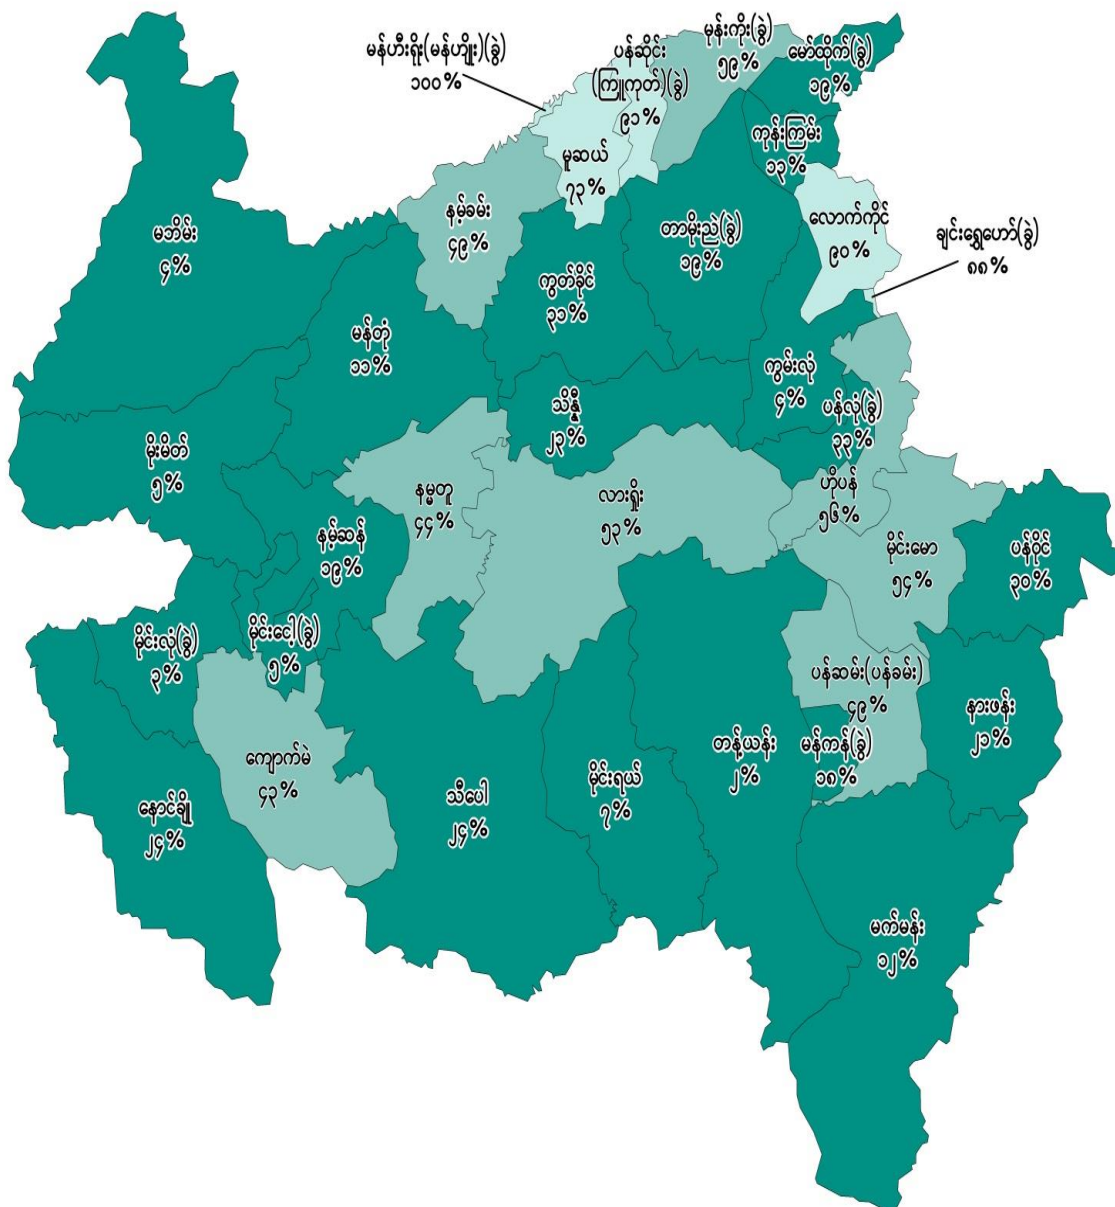 မန်ဟီးရိုး(မန်ဟျိုး)(ခွဲ)
၁၀၀%
ပန်ဆိုင်း
(ကြူကုတ်)(ခွဲ)
၉၁%
မုန်းကိုး(ခွဲ)
၅၉%
မော်ထိုက်(ခွဲ)
၁၉%
ကုန်းကြမ်း
၁၃%
မူဆယ်
၇၃%
လောက်ကိုင်
၉၀%
ချင်းရွှေဟော်(ခွဲ)
၈၈%
မဘိမ်း
၄%
နမ့်ခမ်း
၄၉%
တာမိုးညဲ(ခွဲ)
၁၉%
ကွတ်ခိုင်
၃၁%
မန်တုံ
၁၁%
ကွမ်းလုံ
၄%
သိန္နီ
၂၃%
ပန်လုံ(ခွဲ)
၃၃%
မိုးမိတ်
၅%
နမ္မတူ
၄၄%
လားရှိုး
၅၃%
ဟိုပန်
၅၆%
နမ့်ဆန်
၁၉%
မိုင်းမော
၅၄%
ပန်ဝိုင်
၃၀%
မိုင်းလုံ(ခွဲ)
၃%
မိုင်းငေါ့(ခွဲ)
၅%
ပန်ဆမ်း(ပန်ခမ်း)
၄၉%
နားဖန်း
၂၁%
ကျောက်မဲ
၄၃%
တန့်ယန်း
၂%
မန်ကန်(ခွဲ)
၁၈%
မိုင်းရယ်
၇%
သီပေါ
၂၄%
နောင်ချို
၂၄%
မက်မန်း
၁၂%